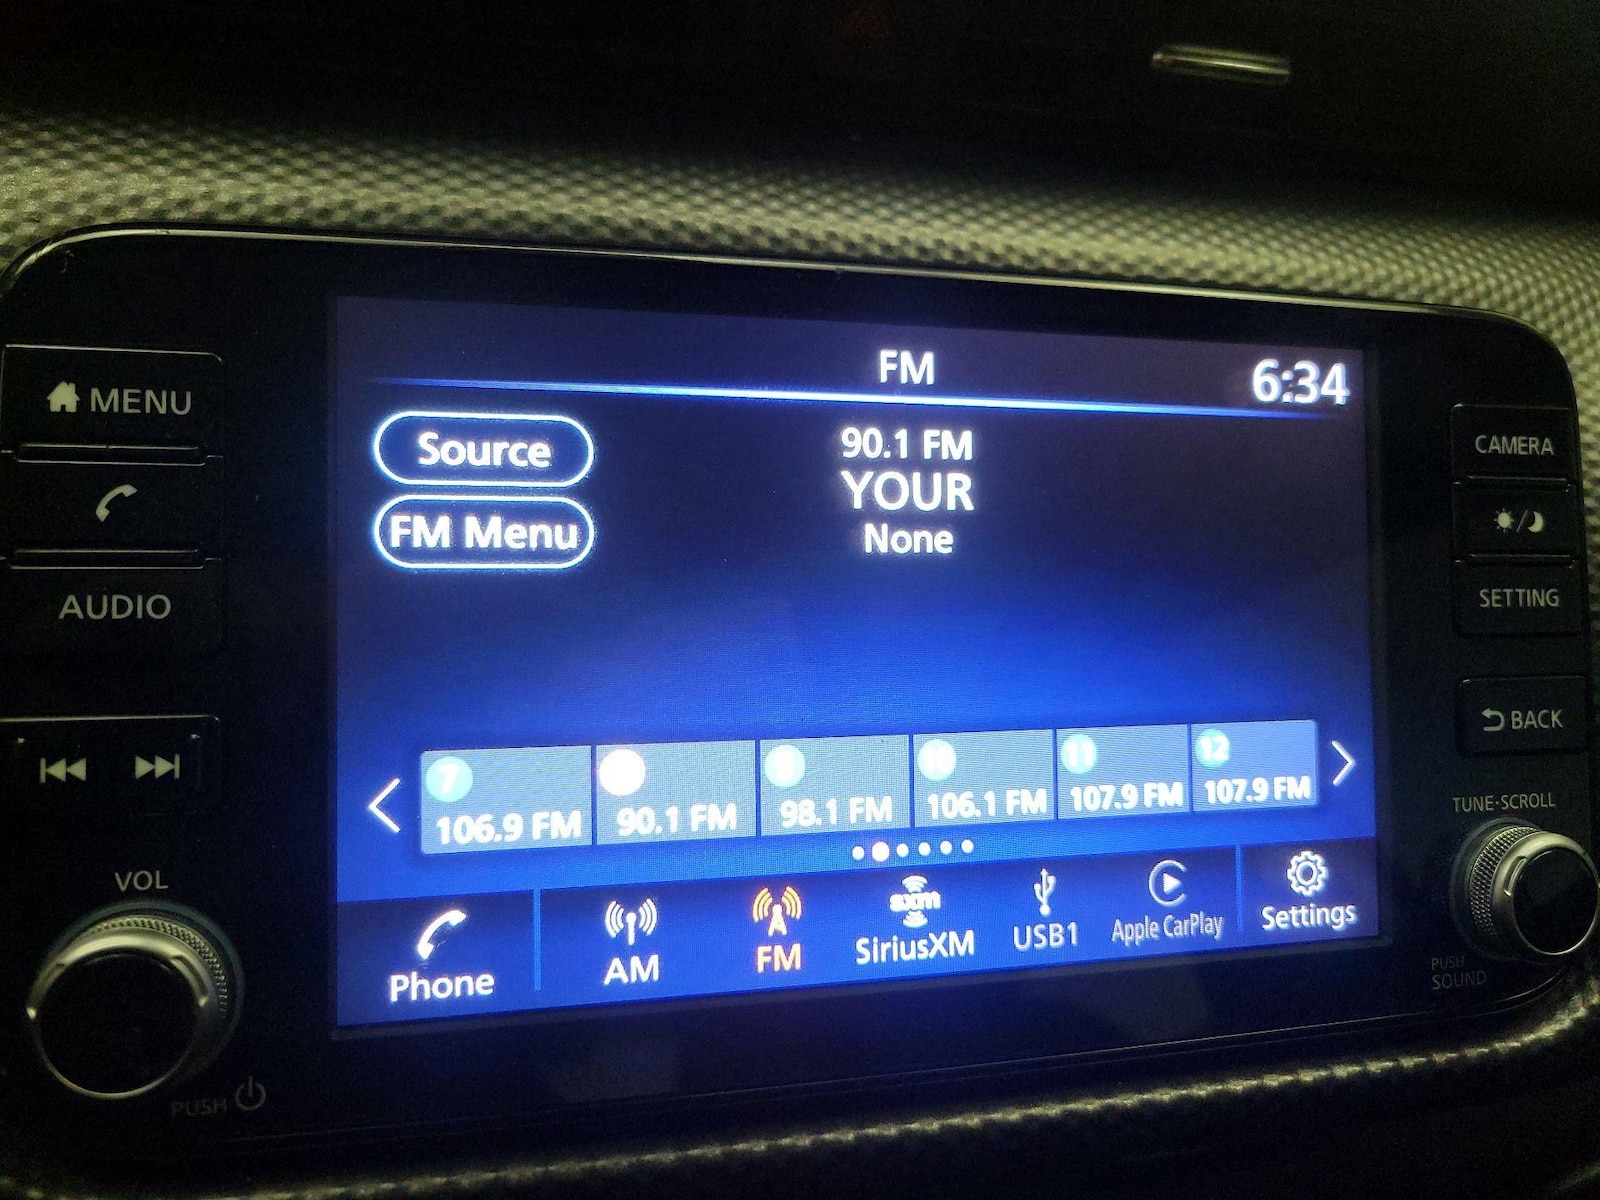 FM
6:34
Source
FM Menu
90.1 FM
YOUR
None
7
106.9 FM
90.1 FM
98.1 FM
10
106.1 FM
11
107.9 FM
12
107.9 FM
Phone
AM
FM
sxm
SiriusXM
USB1
Apple CarPlay
Settings
MENU
AUDIO
VOL
PUSH
CAMERA
SETTING
BACK
TUNE·SCROLL
PUSH
SOUND